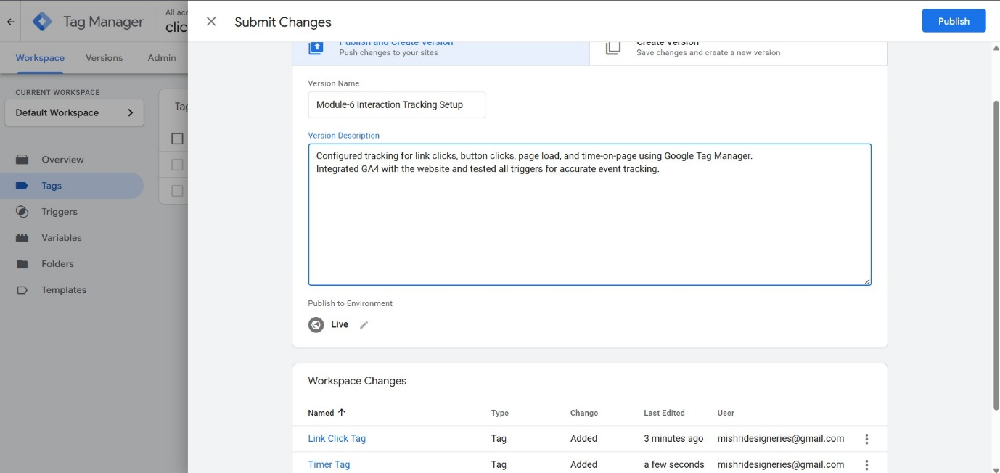 Tag Manager
All acc
clic
Submit Changes
Publish
Workspace
Versions
Admin
CURRENT WORKSPACE
Default Workspace
Overview
Tags
Triggers
Variables
Folders
Templates
Tag
Publish and Create Version
Push changes to your sites
Create Version
Save changes and create a new version
Version Name
Module-6 Interaction Tracking Setup
Version Description
Configured tracking for link clicks, button clicks, page load, and time-on-page using Google Tag Manager.
Integrated GA4 with the website and tested all triggers for accurate event tracking.
Publish to Environment
Live
Workspace Changes
Named Type Change Last Edited User
Link Click Tag Tag Added 3 minutes ago mishridesigneries@gmail.com
Timer Tag Tag Added a few seconds mishridesigneries@gmail.com